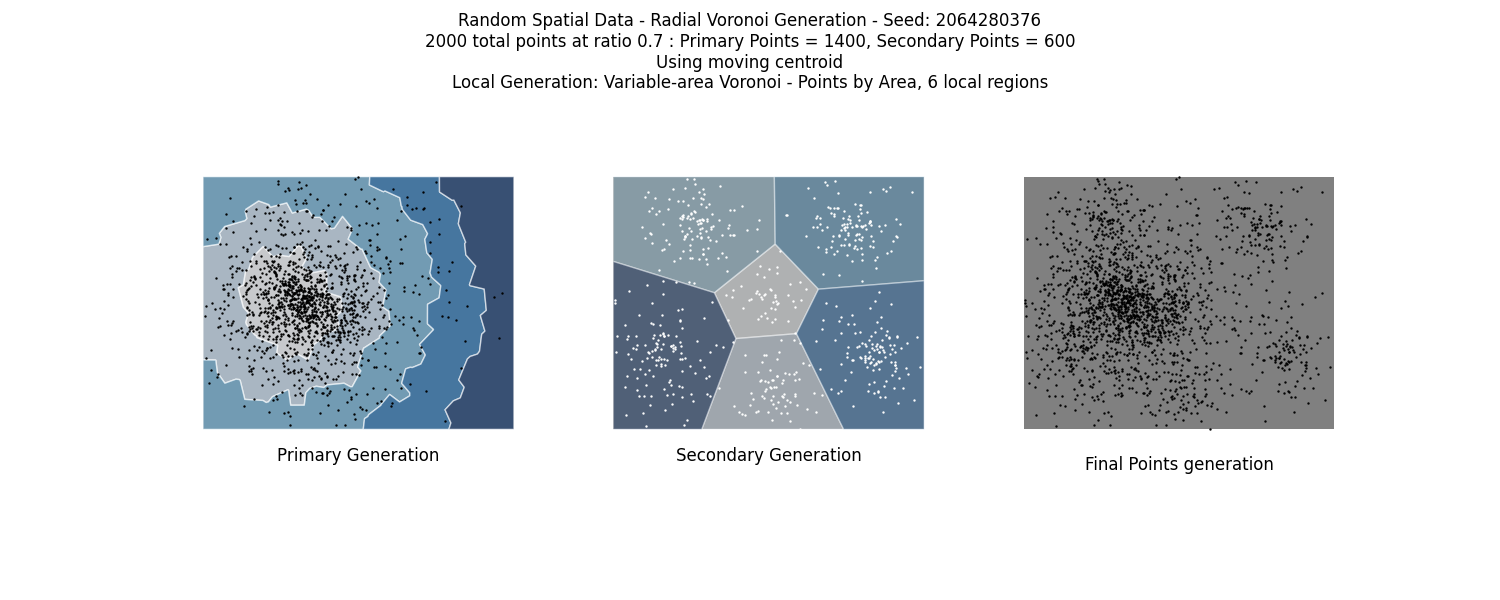 Random Spatial Data - Radial Voronoi Generation - Seed: 2064280376
2000 total points at ratio 0.7 : Primary Points = 1400, Secondary Points = 600
Using moving centroid
Local Generation: Variable-area Voronoi - Points by Area, 6 local regions
Primary Generation
Secondary Generation
Final Points generation